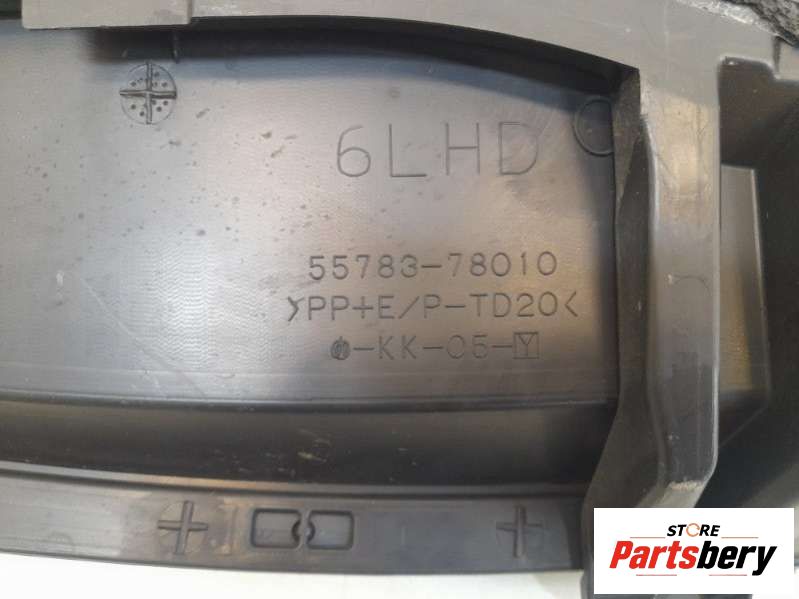 6LHD
55783-78010
>PP+E/P-TD20<
-KK-05-Y
STORE
Partsbery